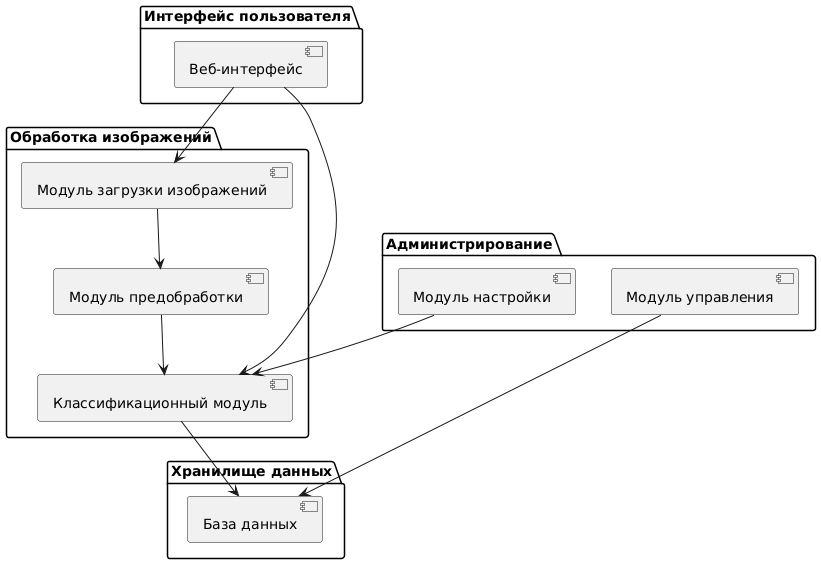 Интерфейс пользователя
Веб-интерфейс
Обработка изображений
Модуль загрузки изображений
Модуль предобработки
Классификационный модуль
Администрирование
Модуль настройки
Модуль управления
Хранилище данных
База данных